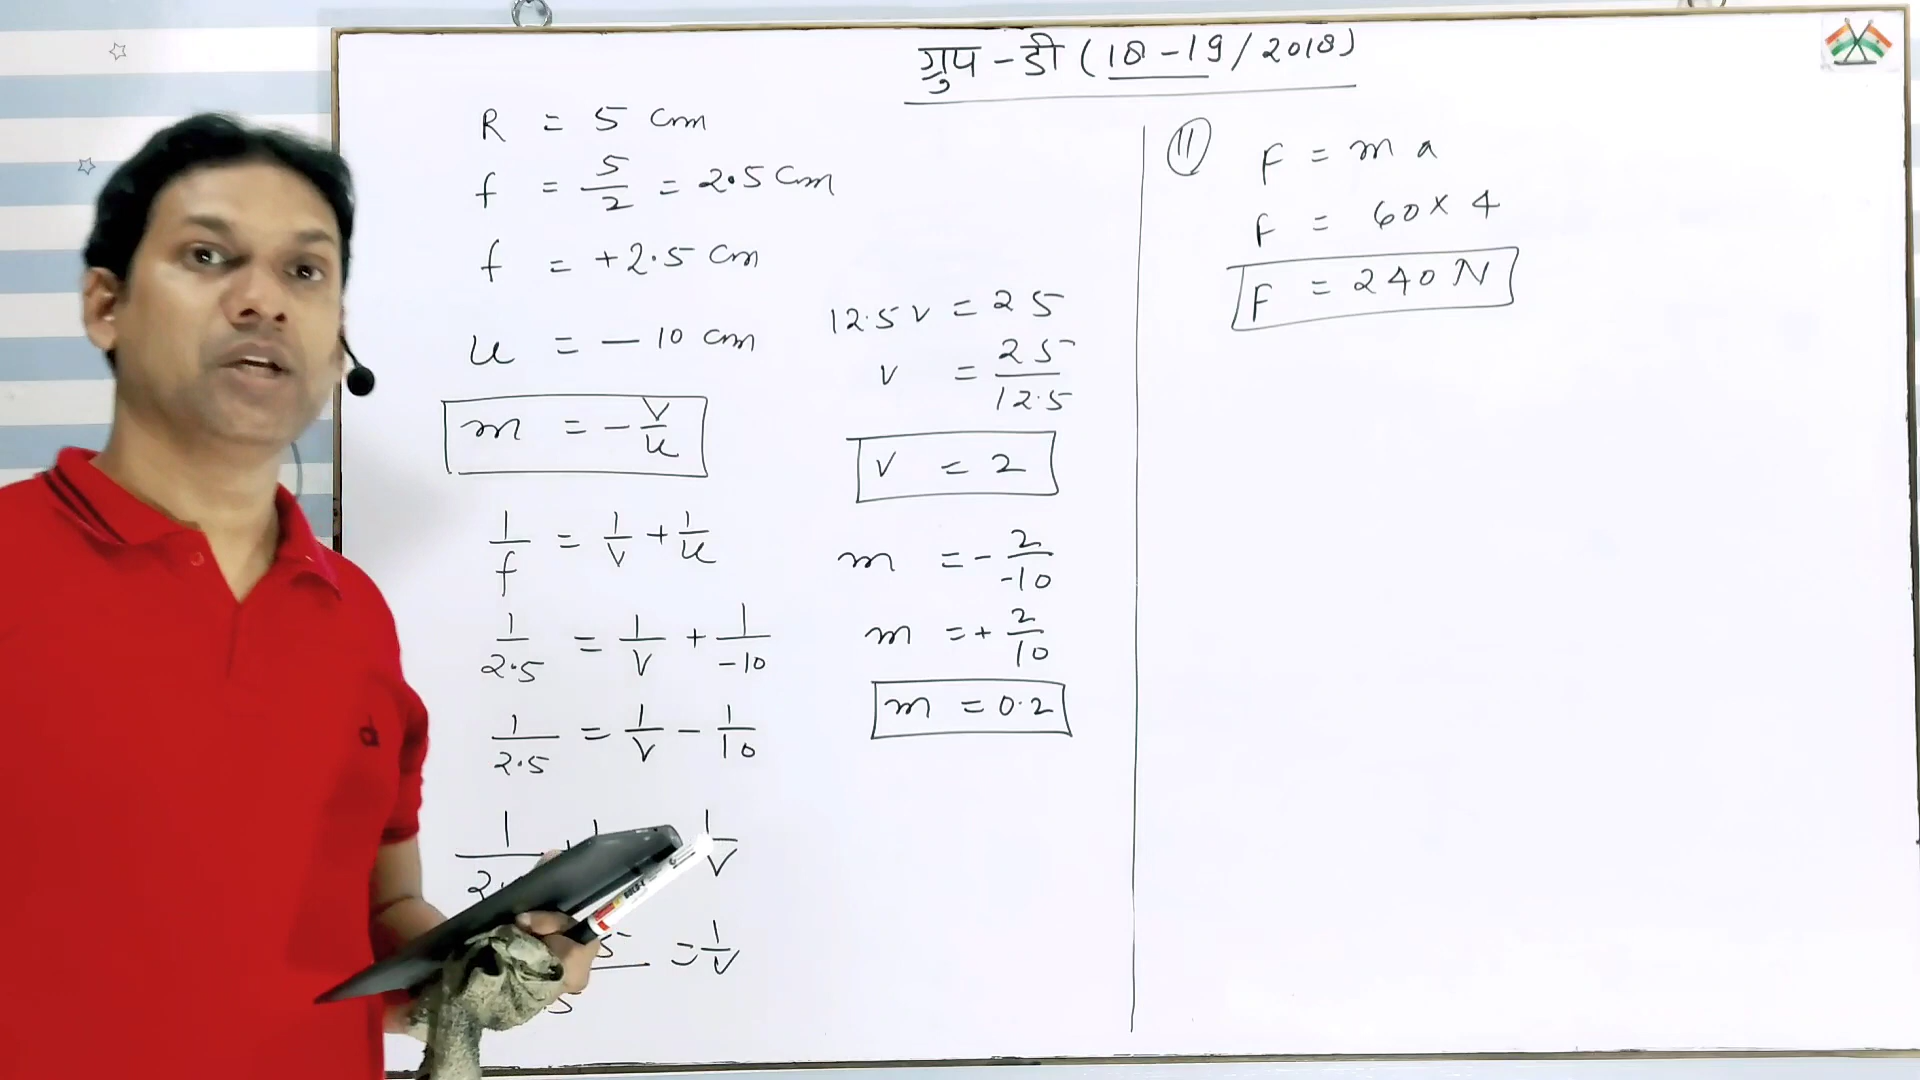 ग्रुप-डी (18-19/2018)
R = 5 cm
f = 5/2 = 2.5 cm
f = +2.5 cm
u = -10 cm
m = -v/u
1/f = 1/v + 1/u
1/2.5 = 1/v + 1/-10
1/2.5 = 1/v - 1/10
1/v
= 1/v
12.5 v = 25
v = 25/12.5
v = 2
m = - 2/-10
m = + 2/10
m = 0.2
11 F = m a
F = 60 x 4
F = 240 N